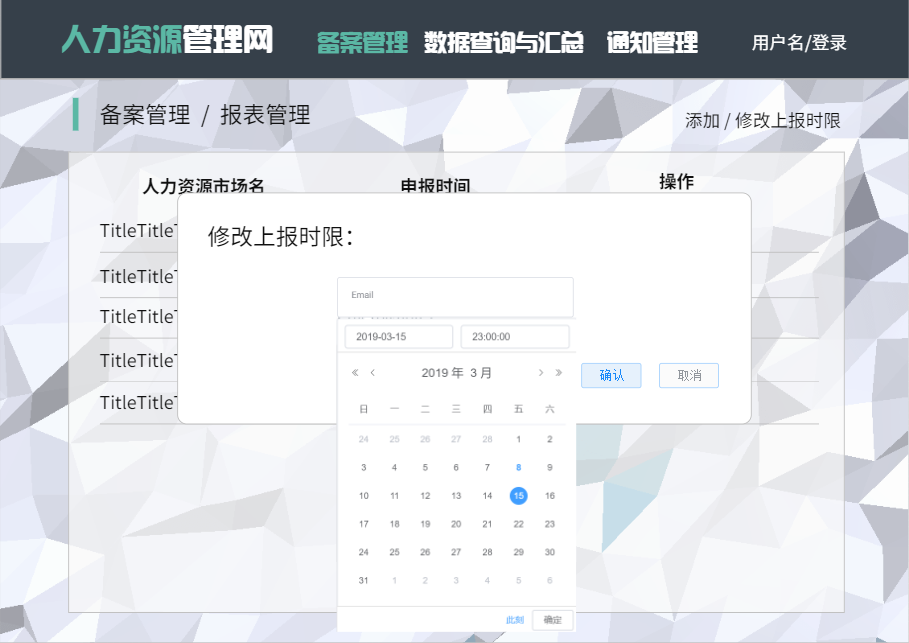 人力资源管理网 备案管理 数据查询与汇总 通知管理 用户名/登录
备案管理 / 报表管理
添加 / 修改上报时限
人力资源市场名 申报时间 操作
TitleTitleT
TitleTitleT
TitleTitleT
TitleTitleT
TitleTitleT
修改上报时限：
Email
2019-03-15 23:00:00
« ‹ 2019 年 3 月 › »
日 一 二 三 四 五 六
24 25 26 27 28 1 2
3 4 5 6 7 8 9
10 11 12 13 14 15 16
17 18 19 20 21 22 23
24 25 26 27 28 29 30
31 1 2 3 4 5 6
此刻 确定
确认 取消